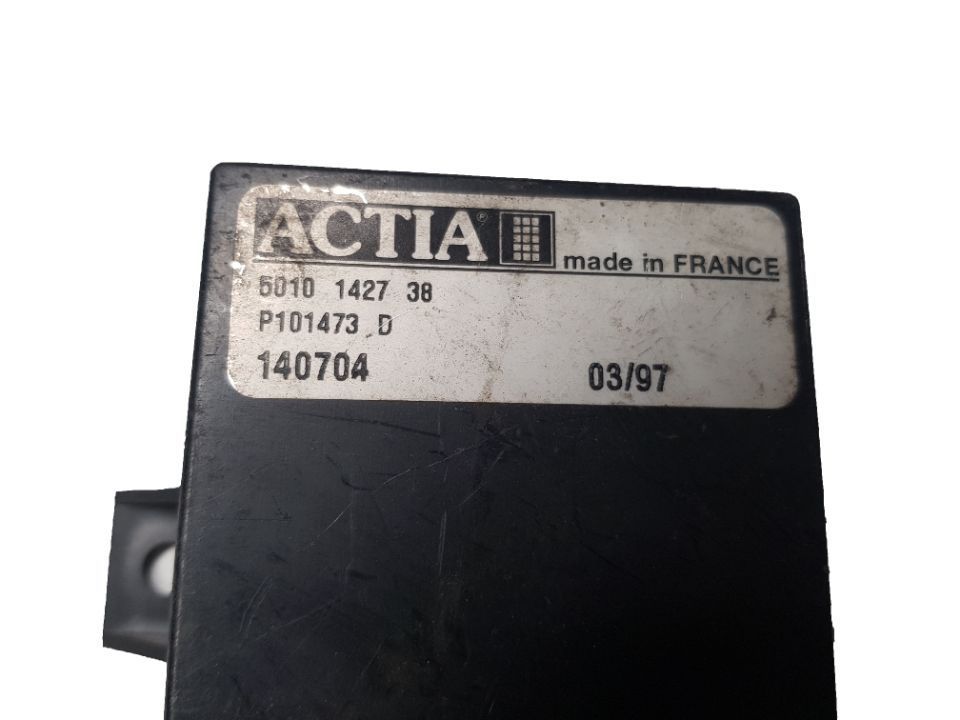 ACTIA®
made in FRANCE
5010 1427 38
P101473 D
140704 03/97